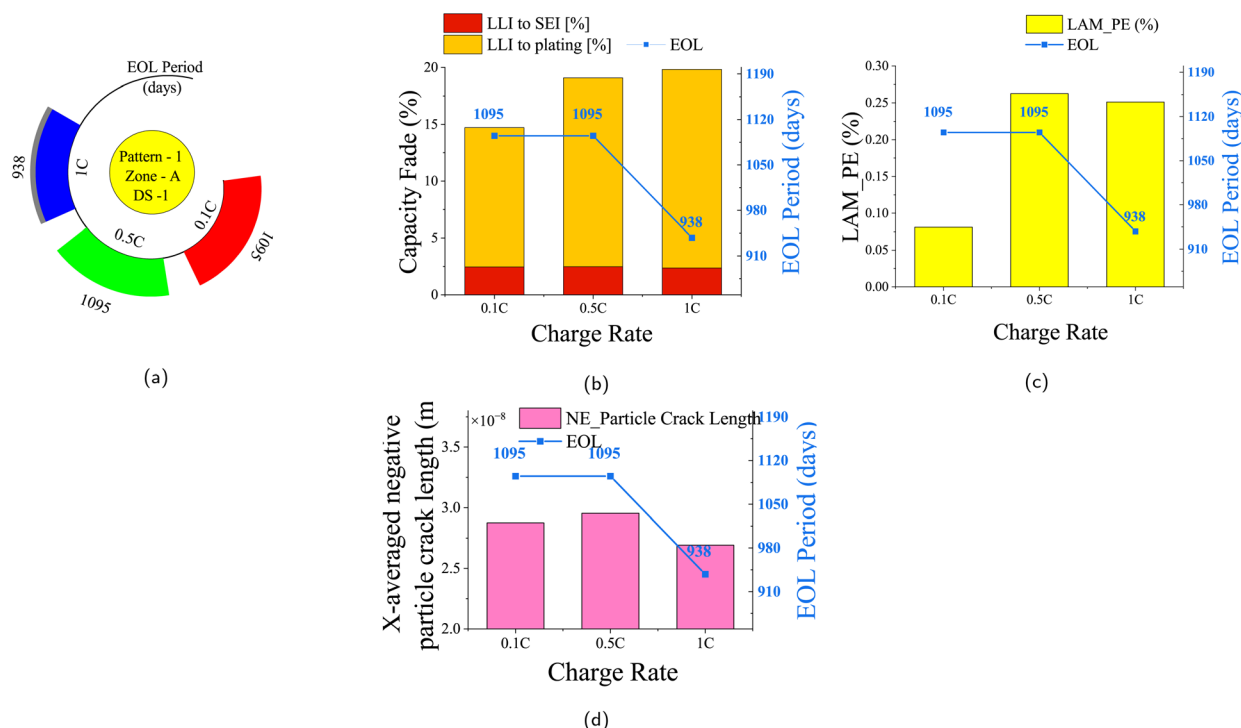 EOL Period
(days)
938
1C
Pattern - 1
Zone - A
DS -1
0.1C
0.5C
1095
1095
(a)
LLI to SEI [%]
LLI to plating [%]
EOL
Capacity Fade (%)
20
15
10
5
0
1095
1095
938
1190
1120
1050
980
910
EOL Period (days)
0.1C
0.5C
1C
Charge Rate
(b)
LAM_PE (%)
EOL
LAM_PE (%)
0.30
0.25
0.20
0.15
0.10
0.05
0.00
1095
1095
938
1190
1120
1050
980
910
EOL Period (days)
0.1C
0.5C
1C
Charge Rate
(c)
×10⁻⁸
NE_Particle Crack Length
EOL
X-averaged negative
particle crack length (m
3.5
3.0
2.5
2.0
1095
1095
938
1190
1120
1050
980
910
EOL Period (days)
0.1C
0.5C
1C
Charge Rate
(d)